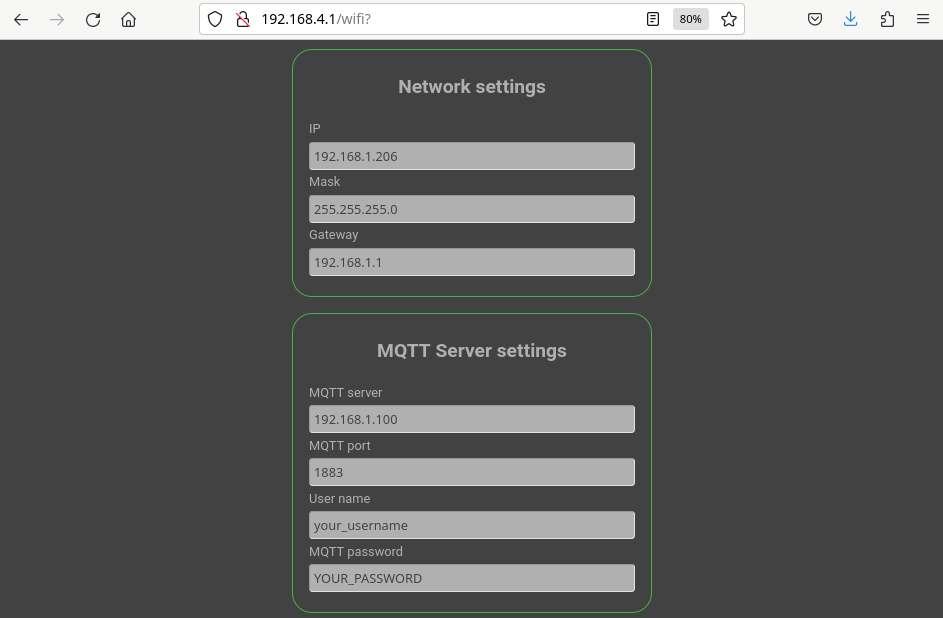 192.168.4.1/wifi?
80%
Network settings
IP
192.168.1.206
Mask
255.255.255.0
Gateway
192.168.1.1
MQTT Server settings
MQTT server
192.168.1.100
MQTT port
1883
User name
your_username
MQTT password
YOUR_PASSWORD